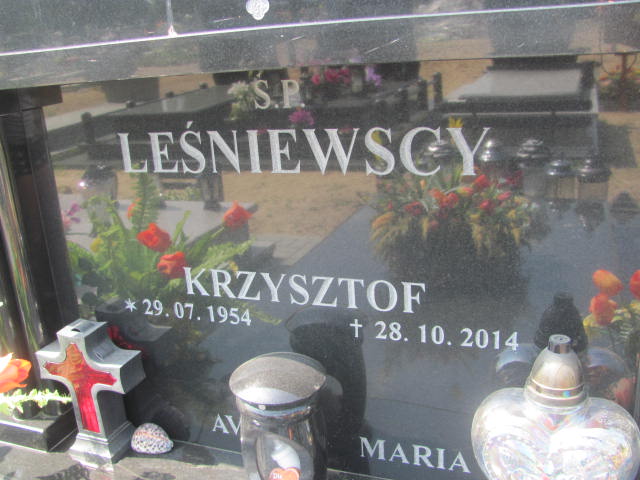 Ś.P.
LEŚNIEWSCY
KRZYSZTOF
* 29.07.1954
† 28.10.2014
MARIA